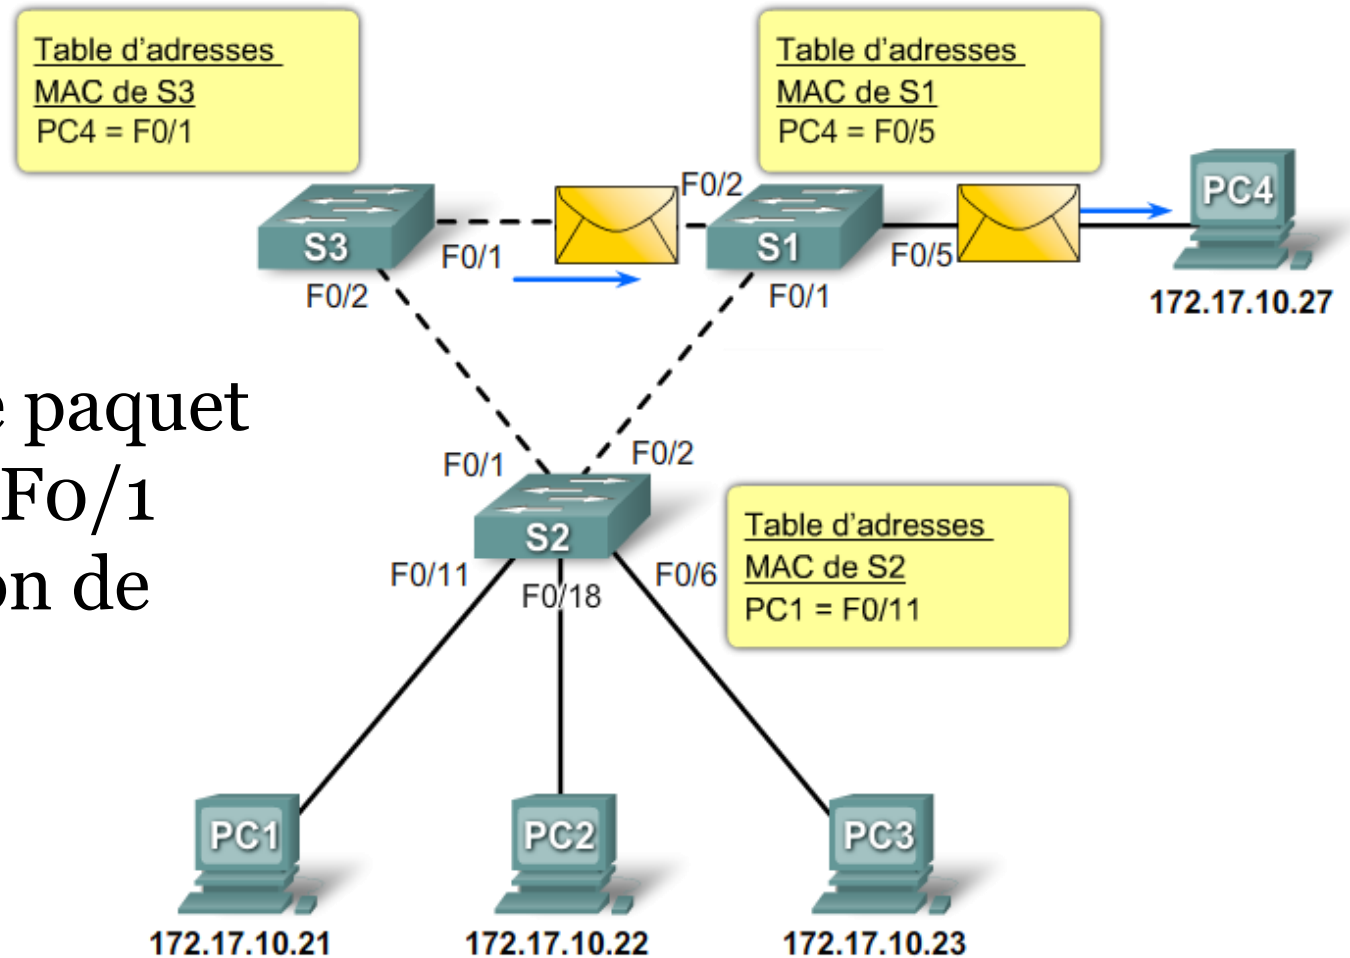 Table d'adresses
MAC de S3
PC4 = F0/1
Table d'adresses
MAC de S1
PC4 = F0/5
PC4
172.17.10.27
S3
F0/1
F0/2
F0/2
S1
F0/5
F0/1
paquet
F0/1
de
F0/1
F0/2
S2
F0/11
F0/18
F0/6
Table d'adresses
MAC de S2
PC1 = F0/11
PC1
172.17.10.21
PC2
172.17.10.22
PC3
172.17.10.23